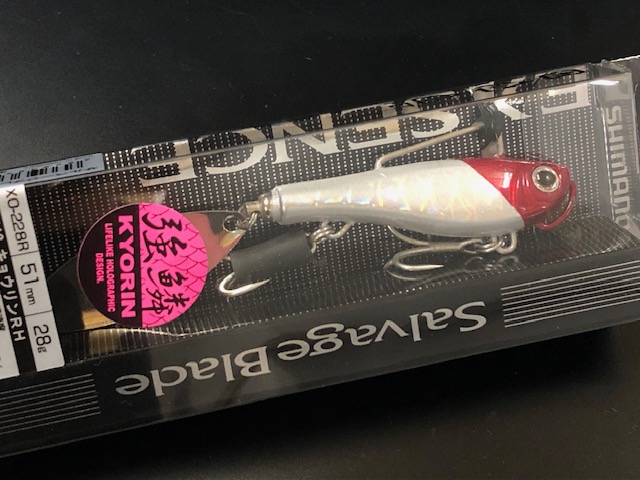 EXSENCE
SHIMANO
XO-228R
51mm
28g
キョウリンRH
強鱗
KYORIN
LIFELIKE HOLOGRAPHIC
DESIGN.
Salvage Blade